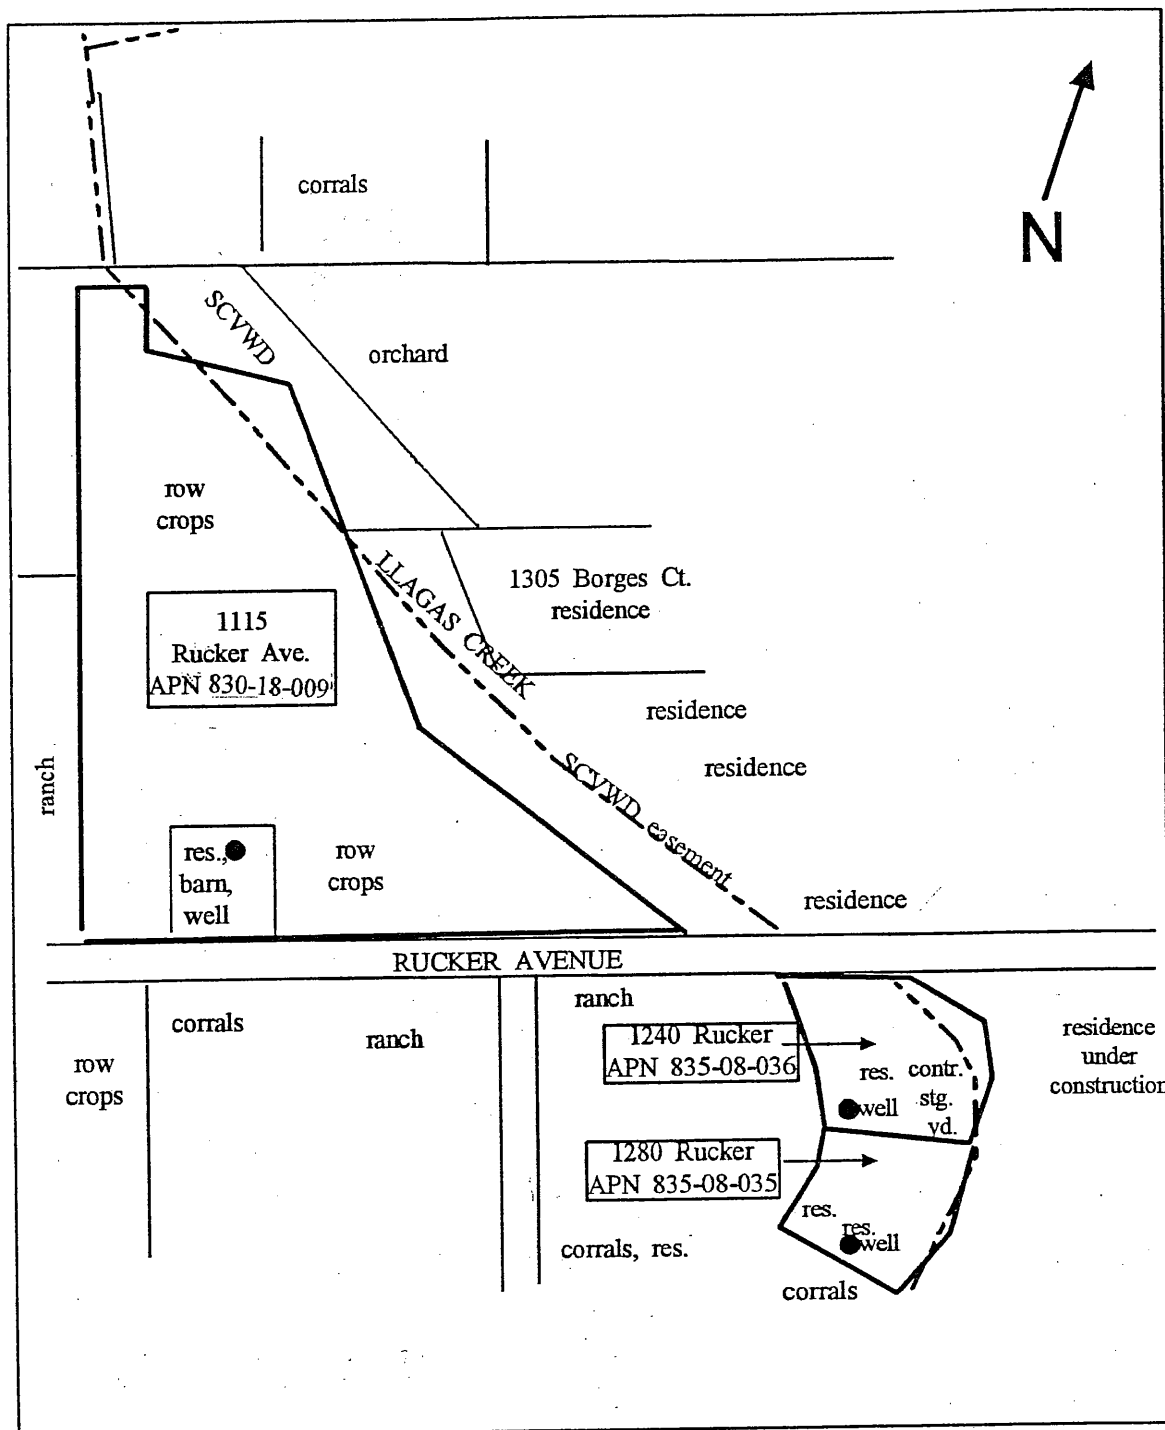 N
corrals
SCVWD
orchard
row
crops
LLAGAS CREEK
1305 Borges Ct.
residence
1115
Rucker Ave.
APN 830-18-009
residence
residence
SCVWD easement
ranch
res.,
barn,
well
row
crops
residence
RUCKER AVENUE
ranch
corrals
ranch
row
crops
1240 Rucker
APN 835-08-036
res.
contr.
stg.
yd.
well
residence
under
construction
1280 Rucker
APN 835-08-035
res.
res.
well
corrals, res.
corrals